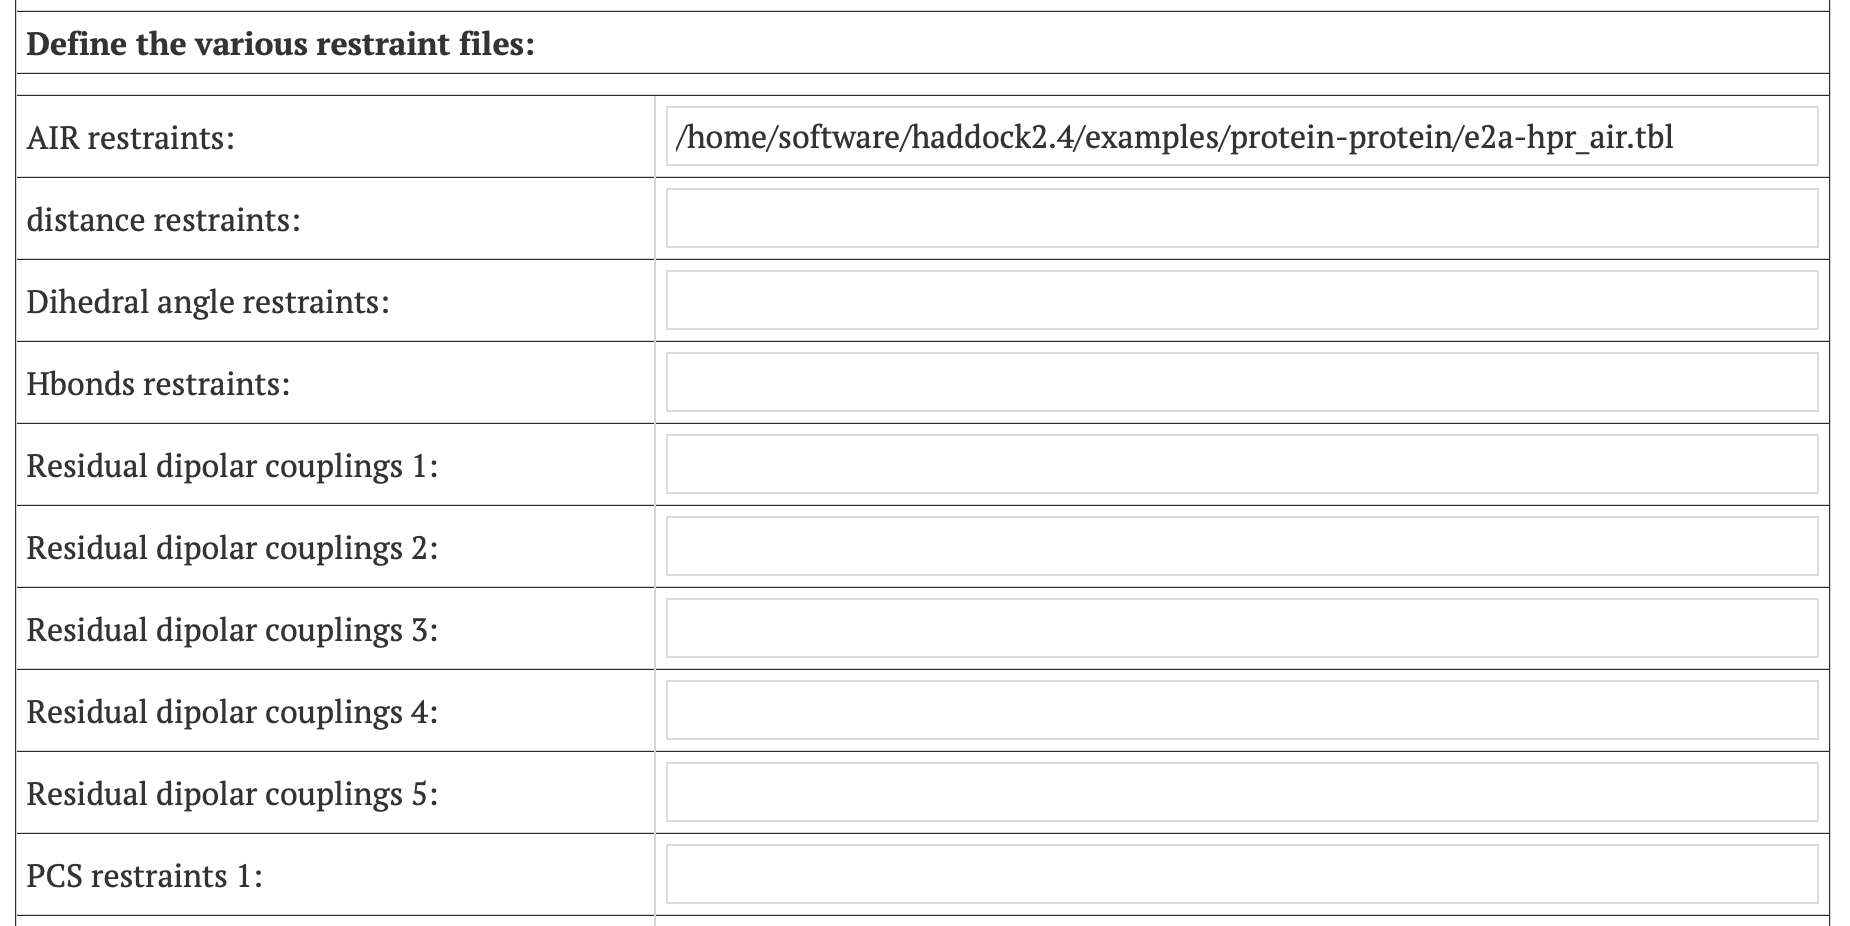 Define the various restraint files:
AIR restraints: /home/software/haddock2.4/examples/protein-protein/e2a-hpr_air.tbl
distance restraints:
Dihedral angle restraints:
Hbonds restraints:
Residual dipolar couplings 1:
Residual dipolar couplings 2:
Residual dipolar couplings 3:
Residual dipolar couplings 4:
Residual dipolar couplings 5:
PCS restraints 1: